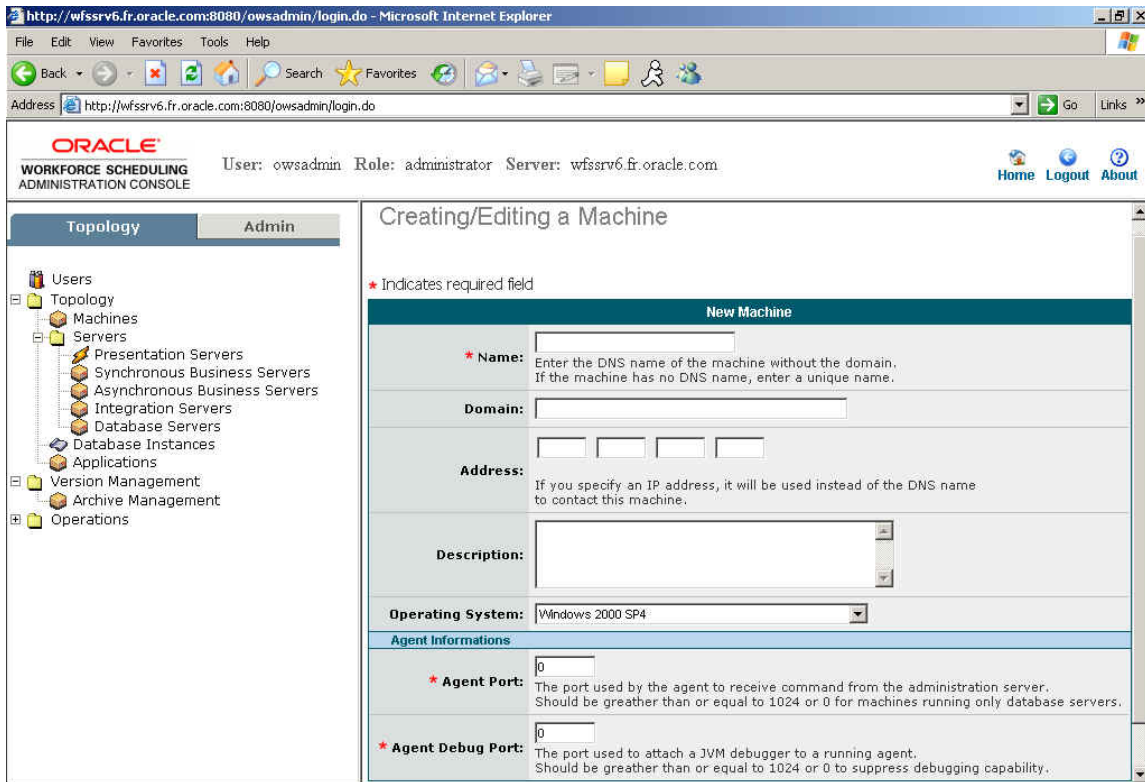 http://wfssrv6.fr.oracle.com:8080/owsadmin/login.do - Microsoft Internet Explorer
File Edit View Favorites Tools Help
Back Search Favorites
Address http://wfssrv6.fr.oracle.com:8080/owsadmin/login.do Go Links »
ORACLE
WORKFORCE SCHEDULING
ADMINISTRATION CONSOLE
User: owsadmin Role: administrator Server: wfssrv6.fr.oracle.com
Home Logout About
Topology Admin
Users
Topology
Machines
Servers
Presentation Servers
Synchronous Business Servers
Asynchronous Business Servers
Integration Servers
Database Servers
Database Instances
Applications
Version Management
Archive Management
Operations
Creating/Editing a Machine
* Indicates required field
New Machine
* Name:
Enter the DNS name of the machine without the domain.
If the machine has no DNS name, enter a unique name.
Domain:
Address:
If you specify an IP address, it will be used instead of the DNS name
to contact this machine.
Description:
Operating System: Windows 2000 SP4
Agent Informations
* Agent Port: 0
The port used by the agent to receive command from the administration server.
Should be greather than or equal to 1024 or 0 for machines running only database servers.
* Agent Debug Port: 0
The port used to attach a JVM debugger to a running agent.
Should be greather than or equal to 1024 or 0 to suppress debugging capability.